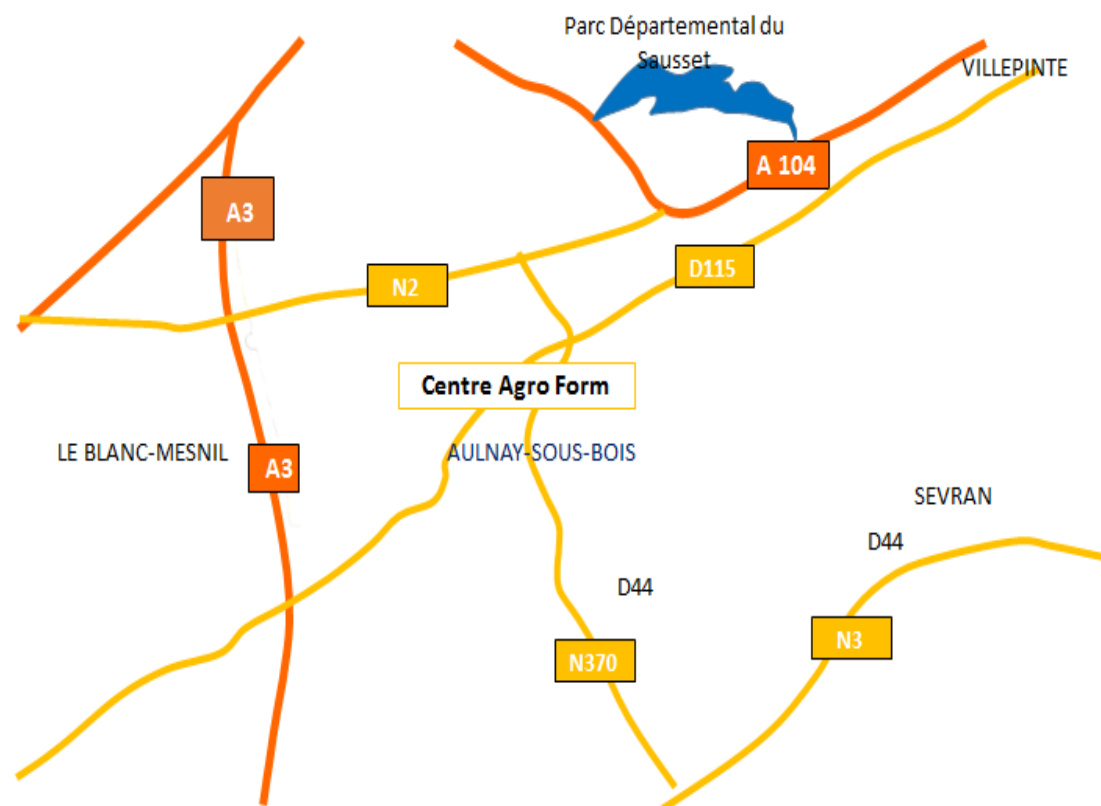 Parc Départemental du
Sausset
VILLEPINTE
A 104
A3
D115
N2
Centre Agro Form
LE BLANC-MESNIL
AULNAY-SOUS-BOIS
A3
SEVRAN
D44
D44
N3
N370